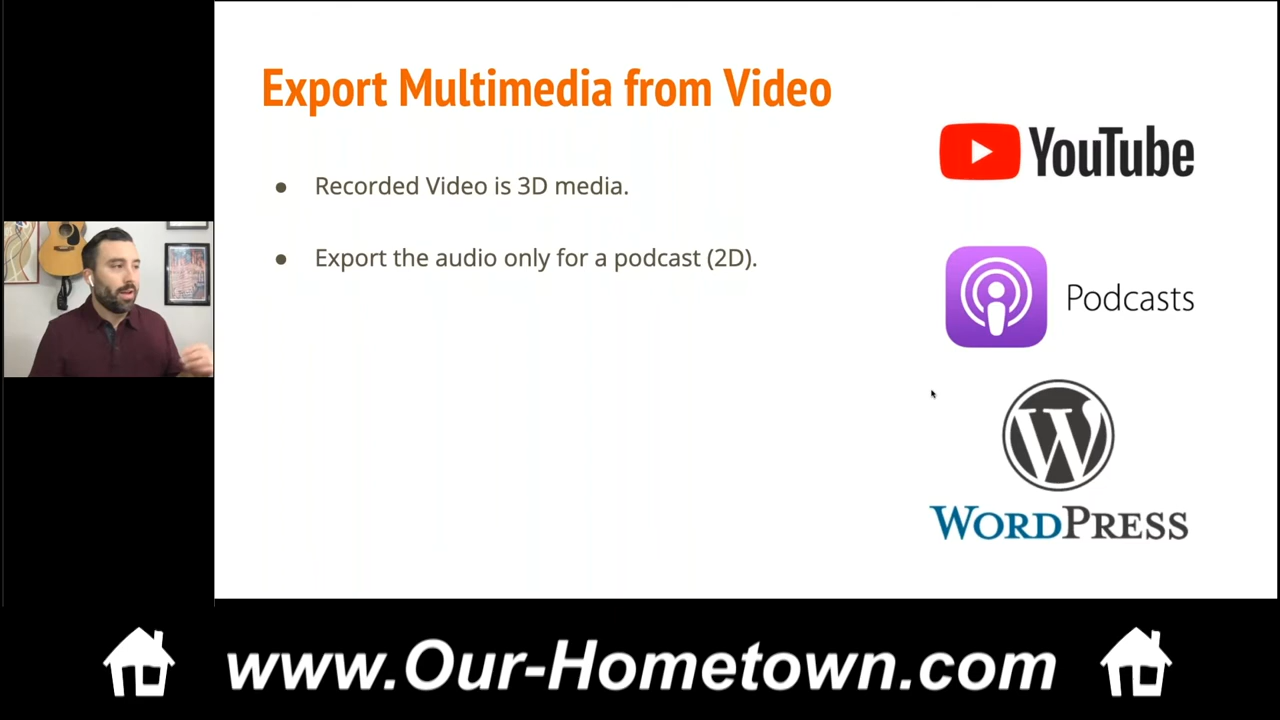 Export Multimedia from Video
● Recorded Video is 3D media.
● Export the audio only for a podcast (2D).
YouTube
Podcasts
W
WORDPRESS
www.Our-Hometown.com